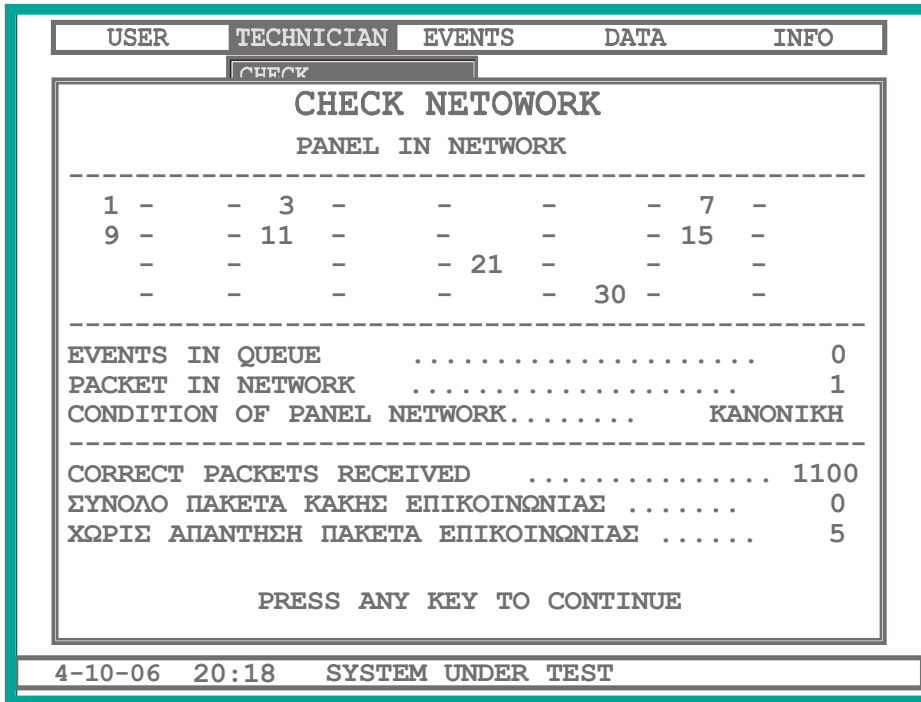 USER TECHNICIAN EVENTS DATA INFO
CHECK
CHECK NETOWORK
PANEL IN NETWORK
--------------------------------------------------
1 - - 3 - - - - 7 -
9 - - 11 - - - - 15 -
- - - - 21 - - -
- - - - - 30 - -
--------------------------------------------------
EVENTS IN QUEUE ..................... 0
PACKET IN NETWORK .................... 1
CONDITION OF PANEL NETWORK........ ΚΑΝΟΝΙΚΗ
--------------------------------------------------
CORRECT PACKETS RECEIVED ............... 1100
ΣΥΝΟΛΟ ΠΑΚΕΤΑ ΚΑΚΗΣ ΕΠΙΚΟΙΝΩΝΙΑΣ ....... 0
ΧΩΡΙΣ ΑΠΑΝΤΗΣΗ ΠΑΚΕΤΑ ΕΠΙΚΟΙΝΩΝΙΑΣ ...... 5
PRESS ANY KEY TO CONTINUE
4-10-06 20:18 SYSTEM UNDER TEST